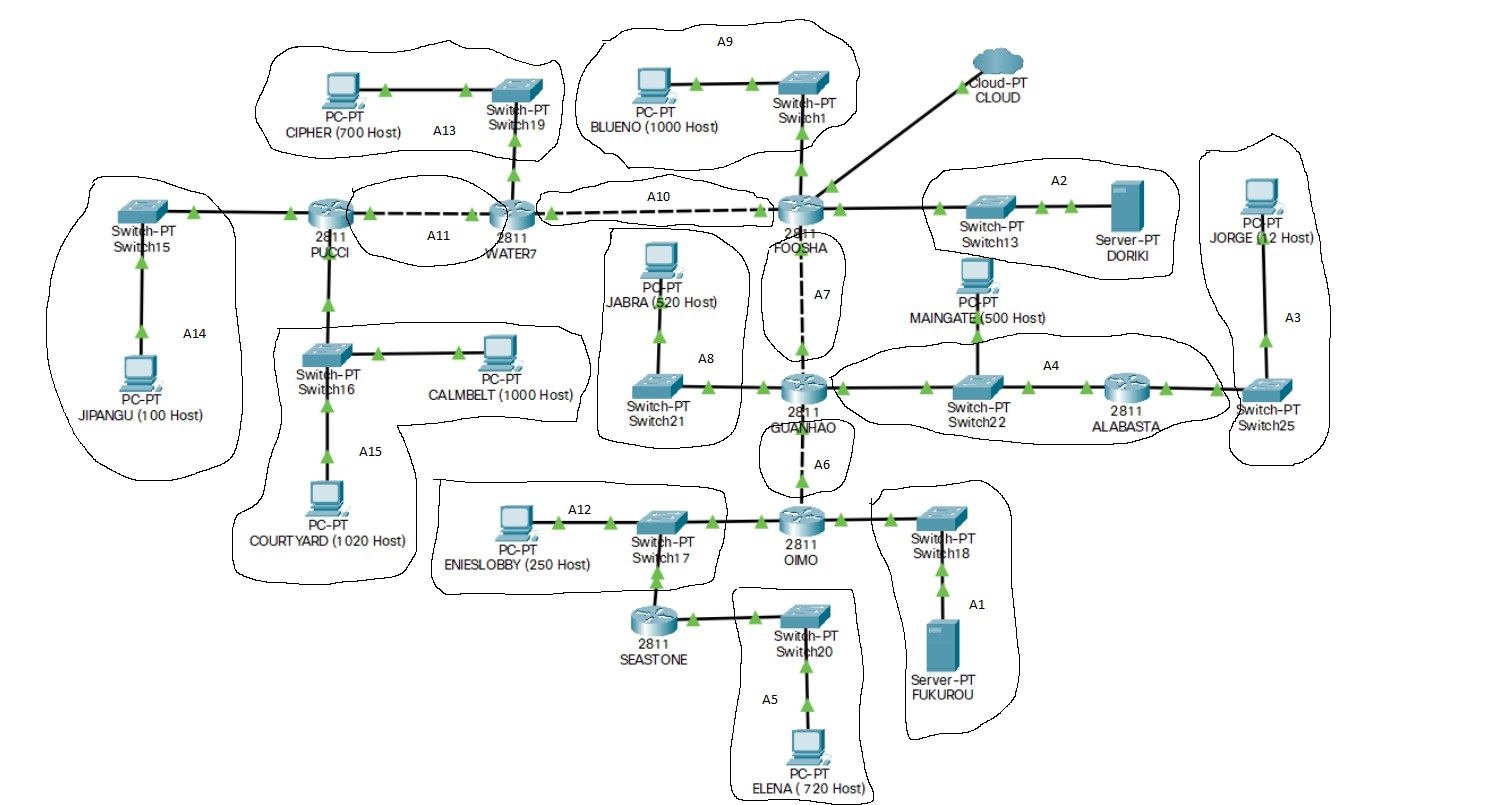 A9
Cloud-PT
CLOUD
PC-PT
CIPHER (700 Host)
Switch-PT
Switch19
A13
PC-PT
BLUENO (1000 Host)
Switch-PT
Switch1
A2
Switch-PT
Switch13
Server-PT
DORIKI
PC-PT
JORGE (12 Host)
Switch-PT
Switch15
2811
PUCCI
A11
2811
WATER7
A10
2811
FOOSHA
PC-PT
JABRA (520 Host)
A7
PC-PT
MAINGATE (500 Host)
A3
A14
Switch-PT
Switch16
PC-PT
CALMBELT (1000 Host)
A8
A4
PC-PT
JIPANGU (100 Host)
Switch-PT
Switch21
2811
GUANHAO
Switch-PT
Switch22
2811
ALABASTA
Switch-PT
Switch25
A15
A6
PC-PT
COURTYARD (1020 Host)
A12
PC-PT
ENIESLOBBY (250 Host)
Switch-PT
Switch17
2811
OIMO
Switch-PT
Switch18
A1
2811
SEASTONE
Switch-PT
Switch20
Server-PT
FUKUROU
A5
PC-PT
ELENA ( 720 Host)